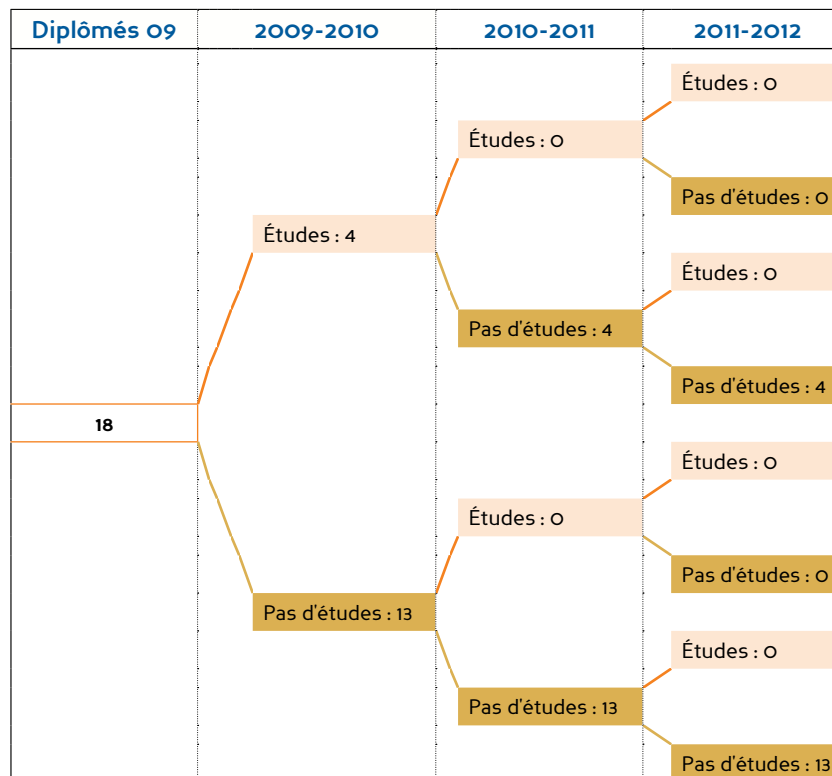 Diplômés 09 2009-2010 2010-2011 2011-2012
Études : 0
Études : 0
Pas d'études : 0
Études : 4
Études : 0
Pas d'études : 4
Pas d'études : 4
18
Études : 0
Études : 0
Pas d'études : 0
Pas d'études : 13
Études : 0
Pas d'études : 13
Pas d'études : 13